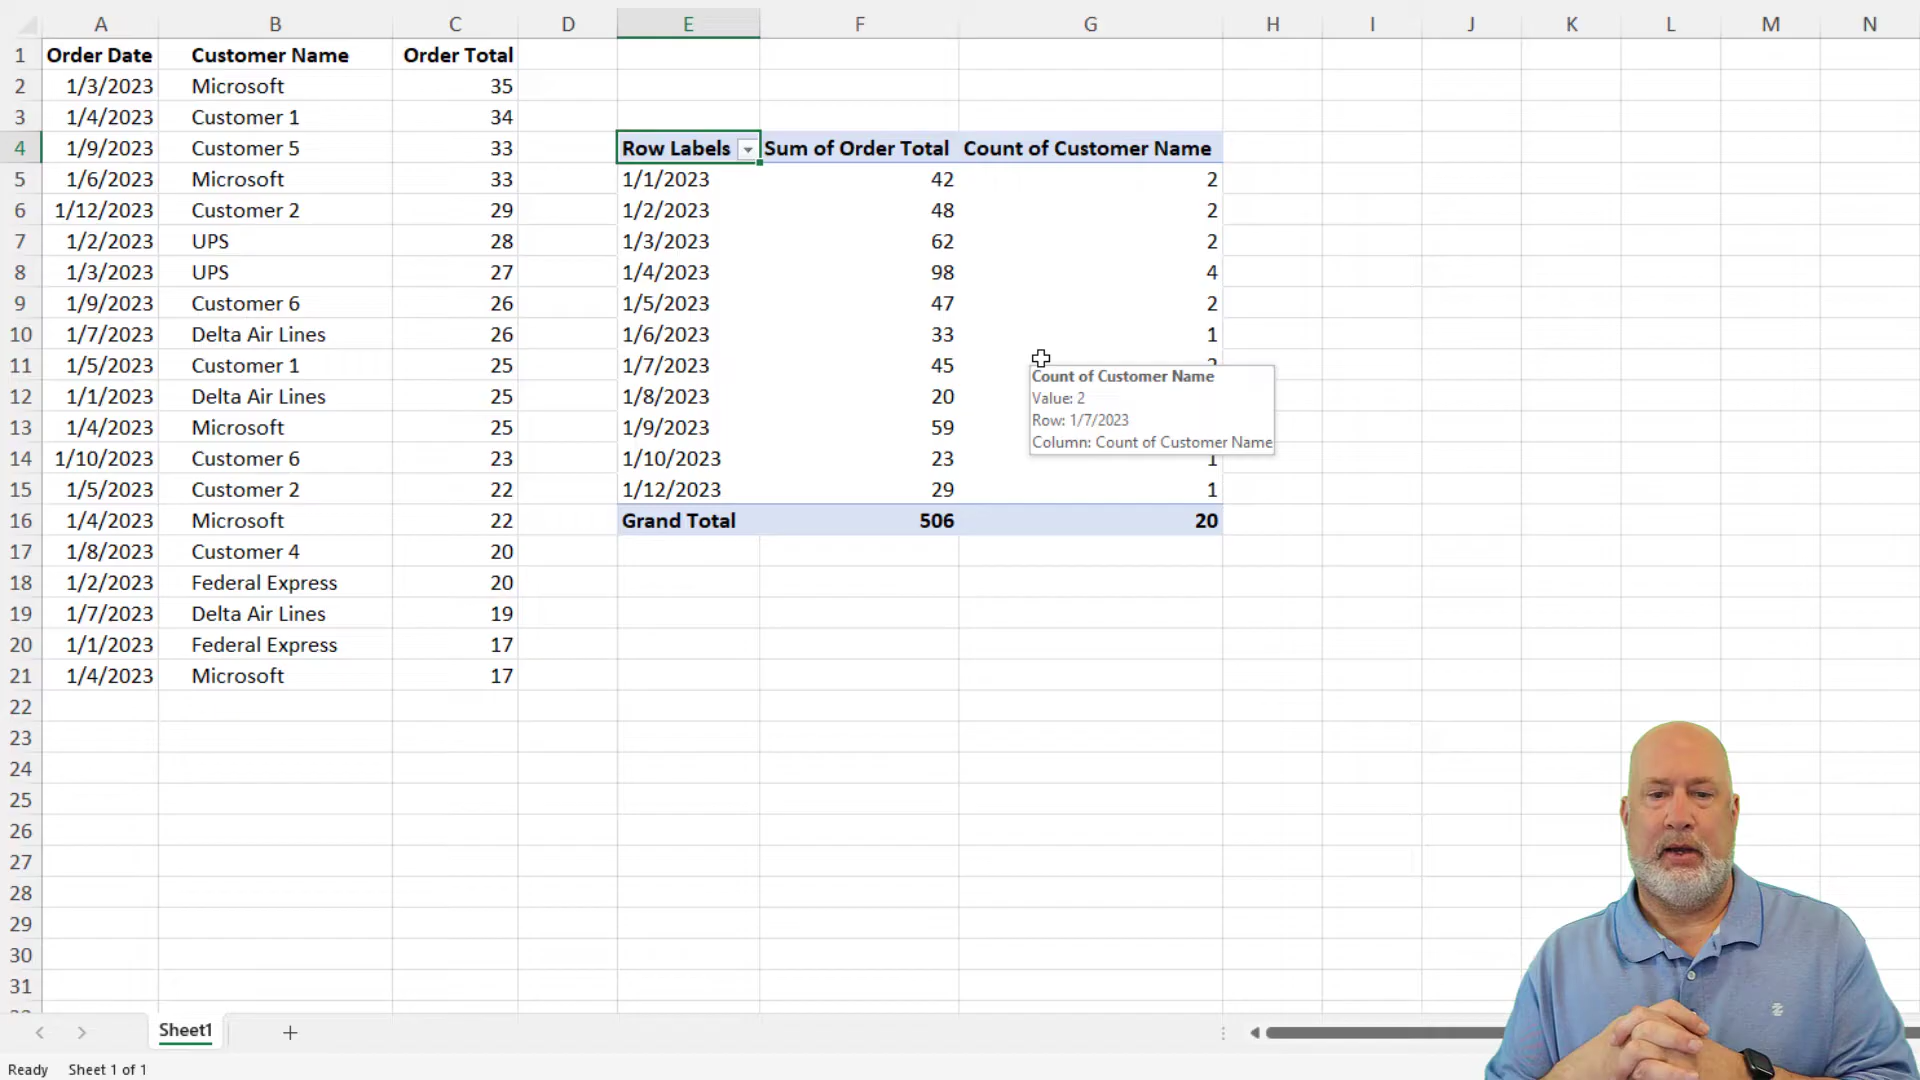 A B C D E F G H I J K L M N
1 Order Date Customer Name Order Total
2 1/3/2023 Microsoft 35
3 1/4/2023 Customer 1 34
4 1/9/2023 Customer 5 33 Row Labels Sum of Order Total Count of Customer Name
5 1/6/2023 Microsoft 33 1/1/2023 42 2
6 1/12/2023 Customer 2 29 1/2/2023 48 2
7 1/2/2023 UPS 28 1/3/2023 62 2
8 1/3/2023 UPS 27 1/4/2023 98 4
9 1/9/2023 Customer 6 26 1/5/2023 47 2
10 1/7/2023 Delta Air Lines 26 1/6/2023 33 1
11 1/5/2023 Customer 1 25 1/7/2023 45
Count of Customer Name
12 1/1/2023 Delta Air Lines 25 1/8/2023 20
Value: 2
Row: 1/7/2023
13 1/4/2023 Microsoft 25 1/9/2023 59
Column: Count of Customer Name
14 1/10/2023 Customer 6 23 1/10/2023 23 1
15 1/5/2023 Customer 2 22 1/12/2023 29 1
16 1/4/2023 Microsoft 22 Grand Total 506 20
17 1/8/2023 Customer 4 20
18 1/2/2023 Federal Express 20
19 1/7/2023 Delta Air Lines 19
20 1/1/2023 Federal Express 17
21 1/4/2023 Microsoft 17
22
23
24
25
26
27
28
29
30
31
Sheet1
Ready Sheet 1 of 1